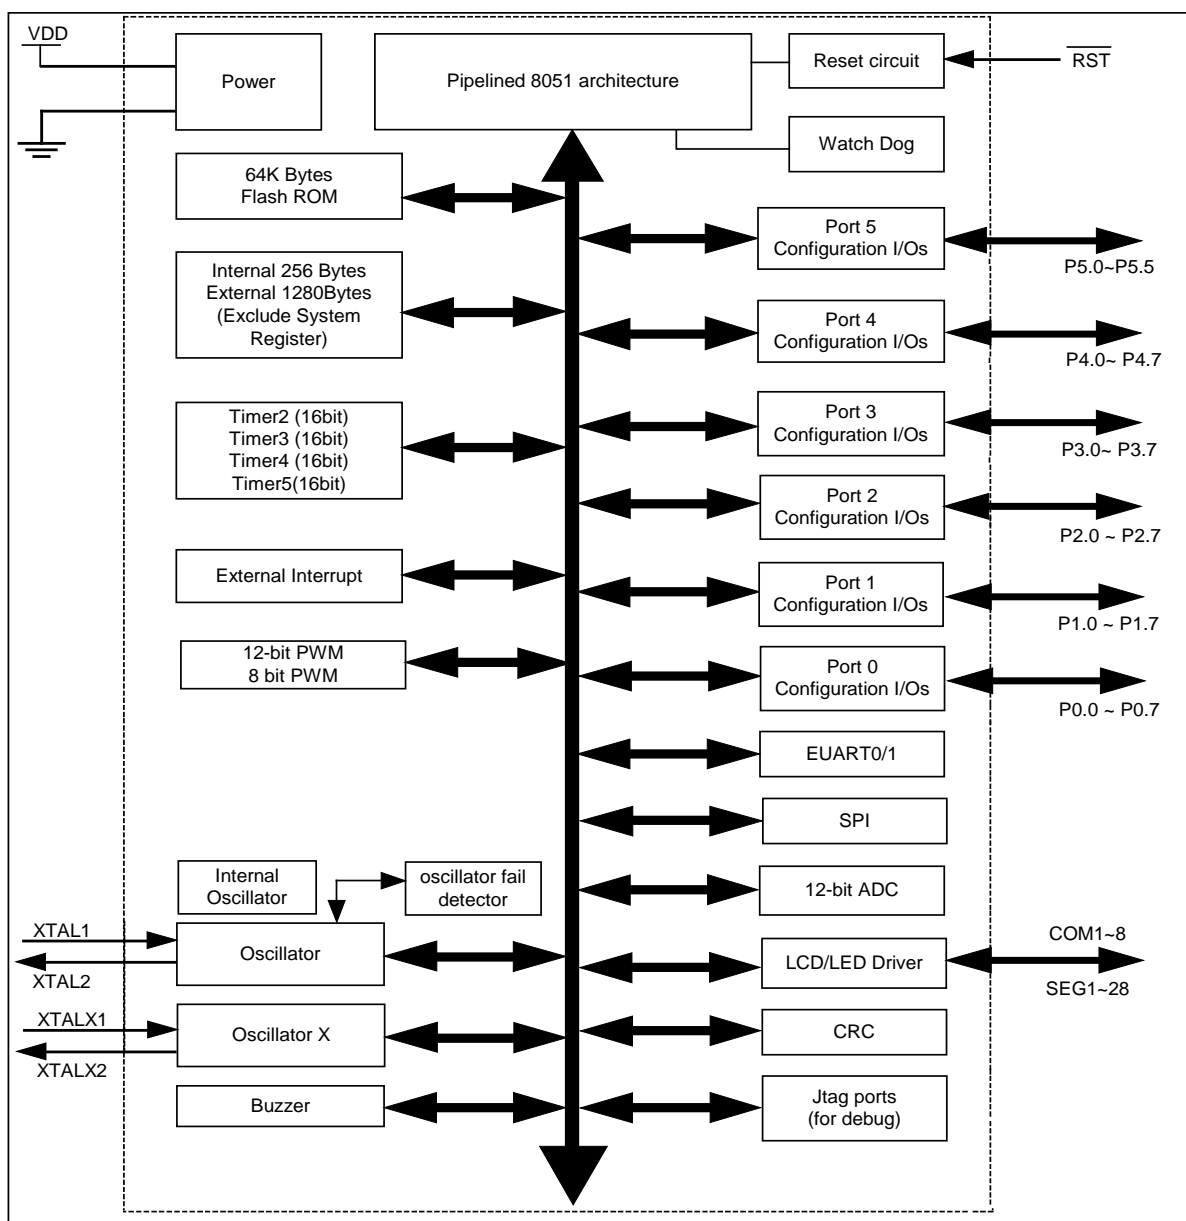 VDD
Power
Pipelined 8051 architecture
Reset circuit
RST
Watch Dog
64K Bytes
Flash ROM
Internal 256 Bytes
External 1280Bytes
(Exclude System
Register)
Timer2 (16bit)
Timer3 (16bit)
Timer4 (16bit)
Timer5(16bit)
External Interrupt
12-bit PWM
8 bit PWM
Internal
Oscillator
oscillator fail
detector
XTAL1
Oscillator
XTAL2
XTALX1
Oscillator X
XTALX2
Buzzer
Port 5
Configuration I/Os
P5.0~P5.5
Port 4
Configuration I/Os
P4.0~ P4.7
Port 3
Configuration I/Os
P3.0~ P3.7
Port 2
Configuration I/Os
P2.0 ~ P2.7
Port 1
Configuration I/Os
P1.0 ~ P1.7
Port 0
Configuration I/Os
P0.0 ~ P0.7
EUART0/1
SPI
12-bit ADC
LCD/LED Driver
COM1~8
SEG1~28
CRC
Jtag ports
(for debug)